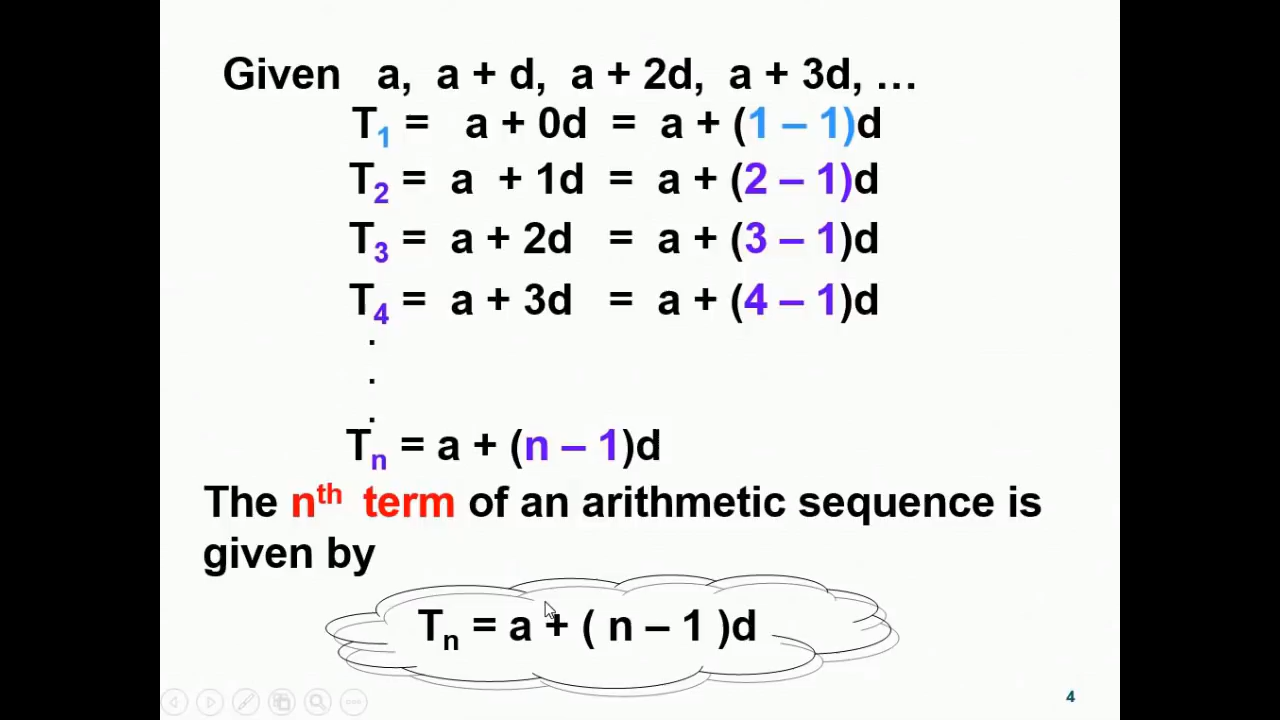 Given a, a + d, a + 2d, a + 3d, …
T₁ = a + 0d = a + (1 – 1)d
T₂ = a + 1d = a + (2 – 1)d
T₃ = a + 2d = a + (3 – 1)d
T₄ = a + 3d = a + (4 – 1)d
.
.
.
Tₙ = a + (n – 1)d
The nᵗʰ term of an arithmetic sequence is
given by
Tₙ = a + ( n – 1 )d
4